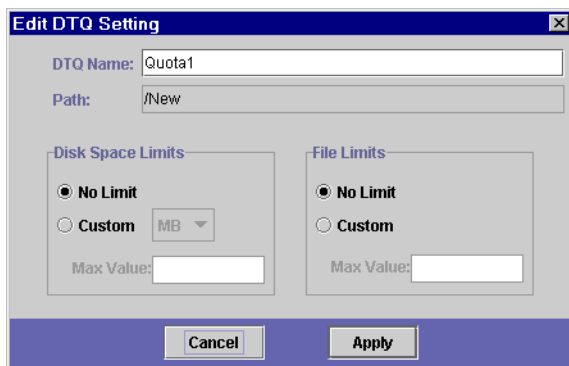 Edit DTQ Setting
DTQ Name: Quota1
Path: /New
Disk Space Limits
No Limit
Custom MB
Max Value:
File Limits
No Limit
Custom
Max Value:
Cancel Apply